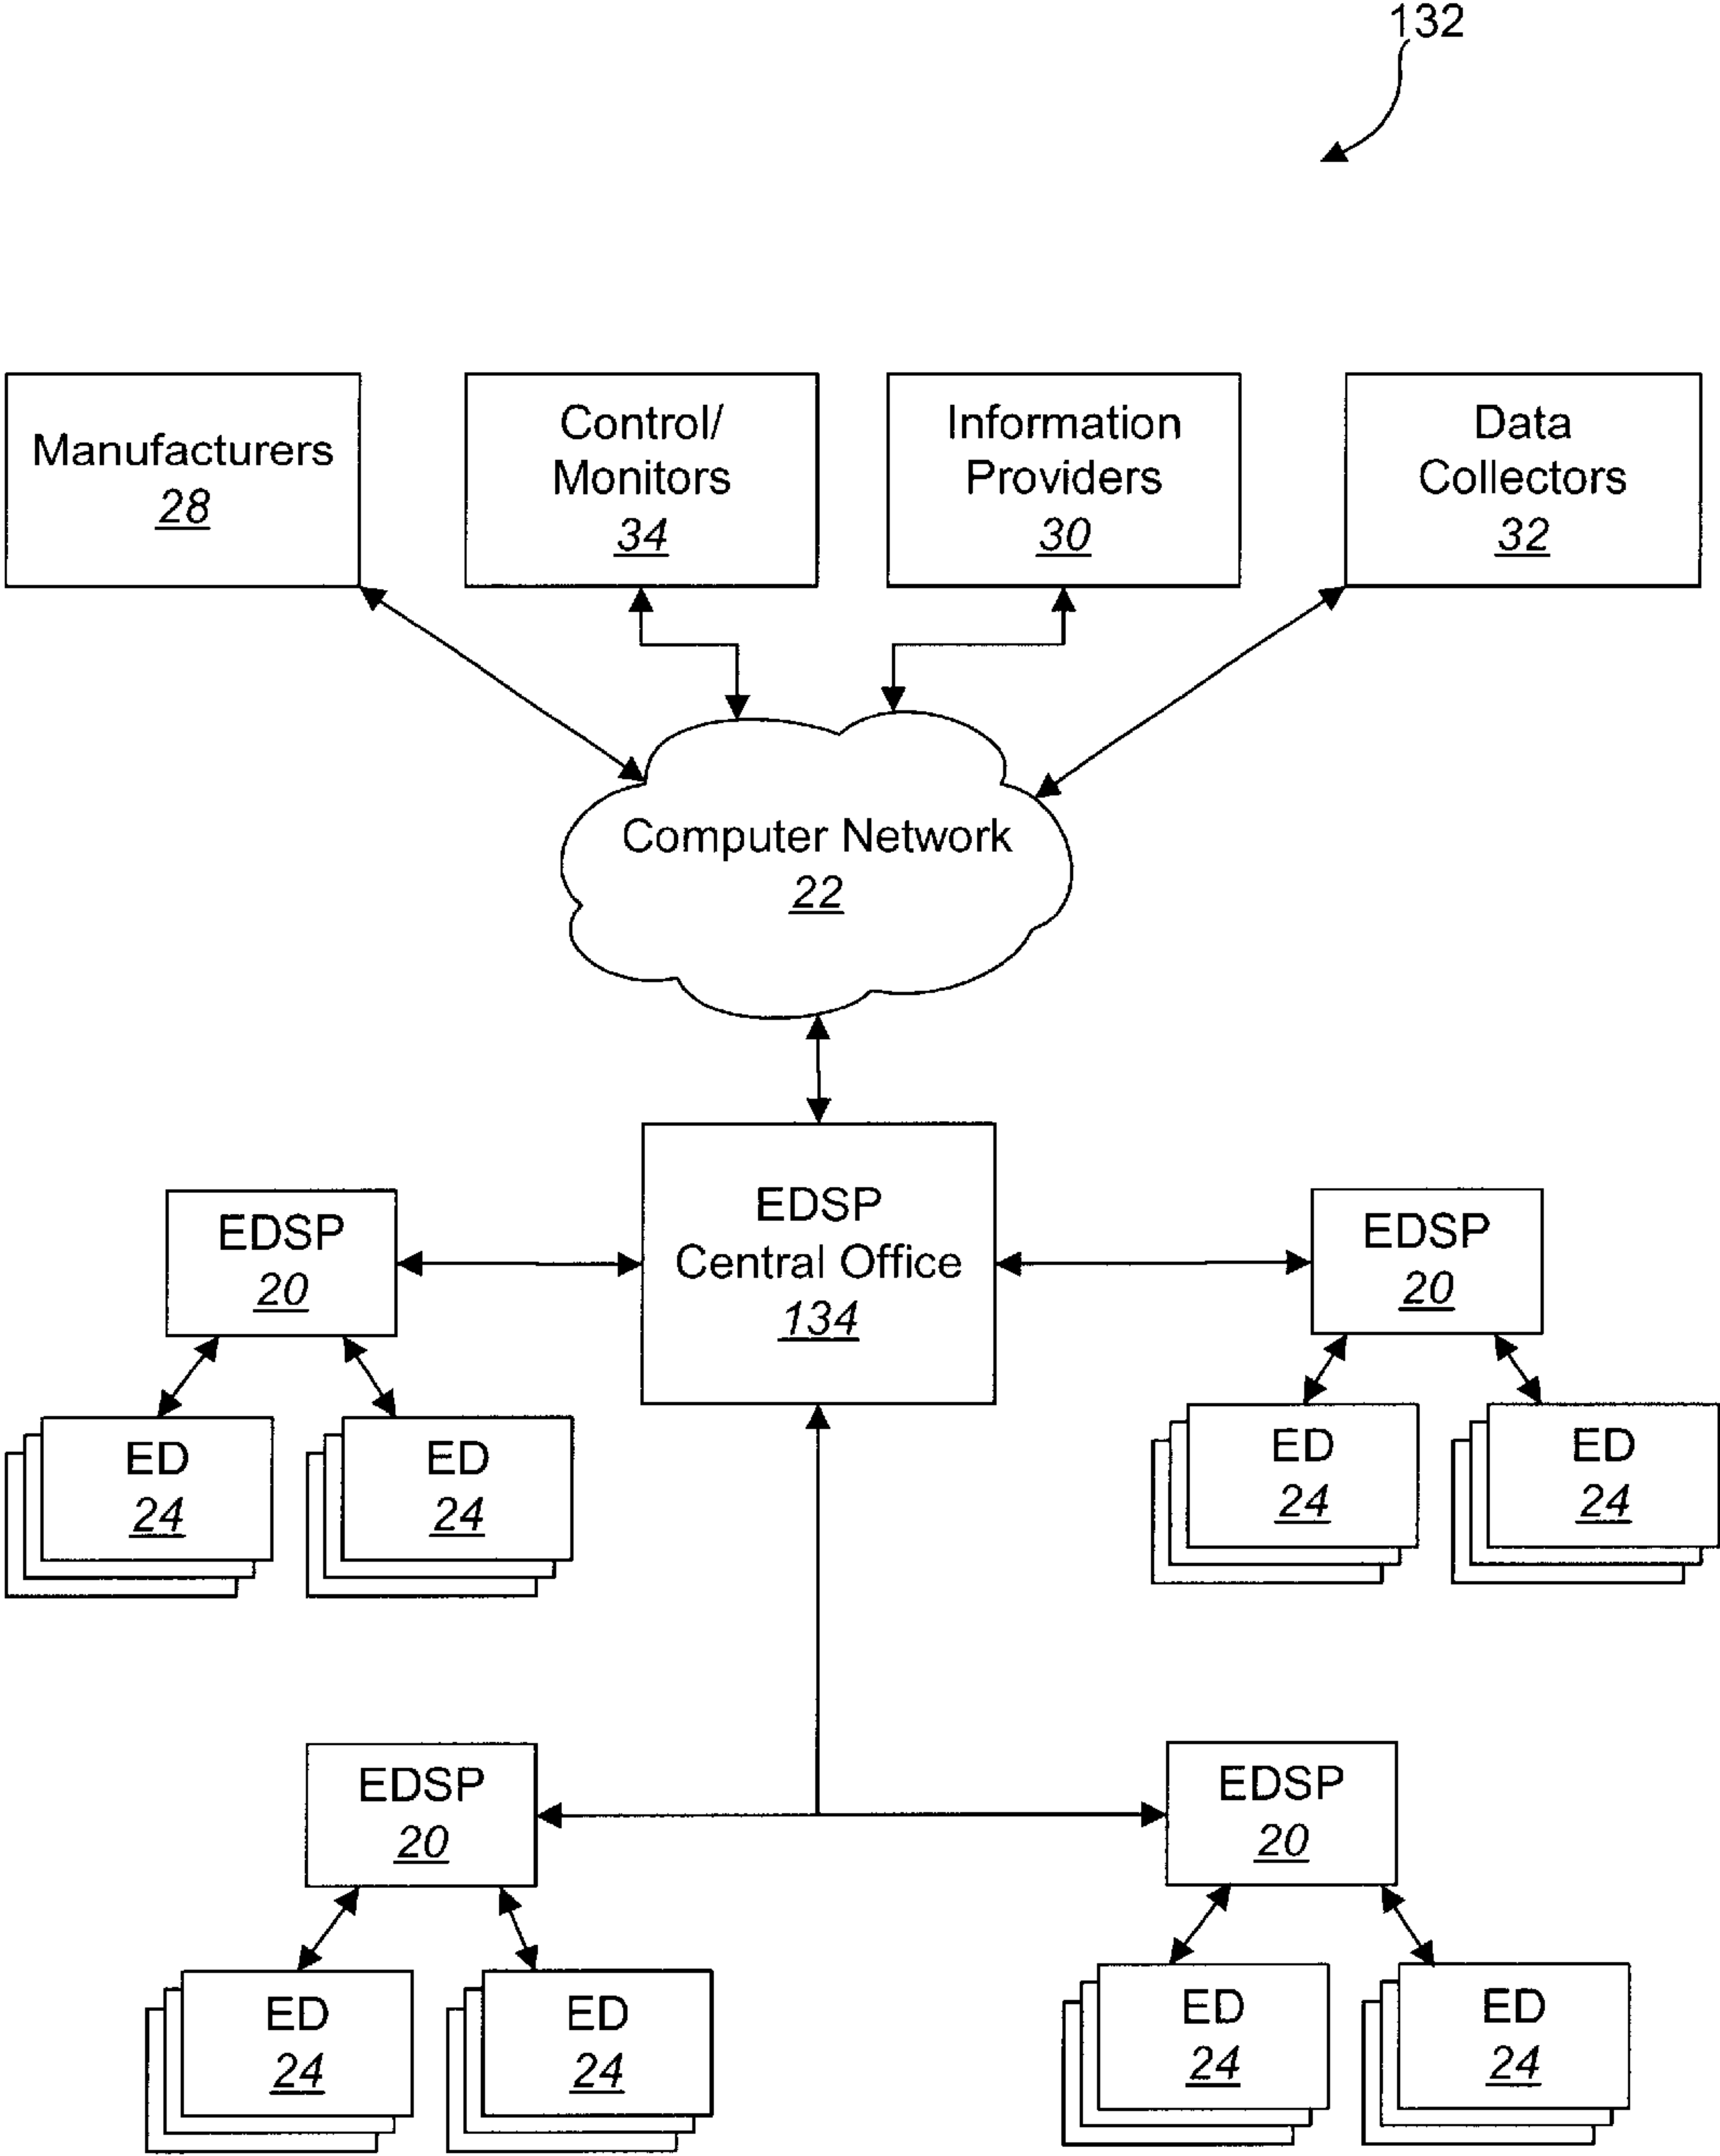 132
Manufacturers
28
Control/
Monitors
34
Information
Providers
30
Data
Collectors
32
Computer Network
22
EDSP
20
EDSP
Central Office
134
EDSP
20
ED
24
ED
24
ED
24
ED
24
EDSP
20
EDSP
20
ED
24
ED
24
ED
24
ED
24